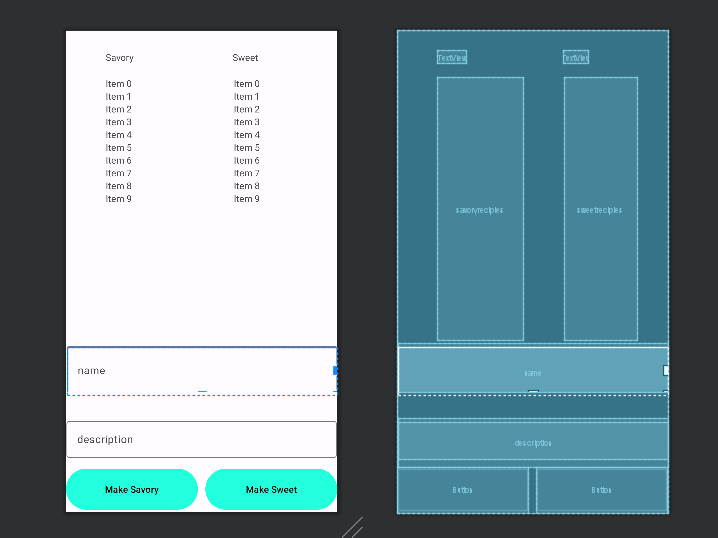 Savory Sweet
Item 0 Item 0
Item 1 Item 1
Item 2 Item 2
Item 3 Item 3
Item 4 Item 4
Item 5 Item 5
Item 6 Item 6
Item 7 Item 7
Item 8 Item 8
Item 9 Item 9
name
description
Make Savory Make Sweet
TextView TextView
savoryreciples sweetreciples
name
description
Button Button